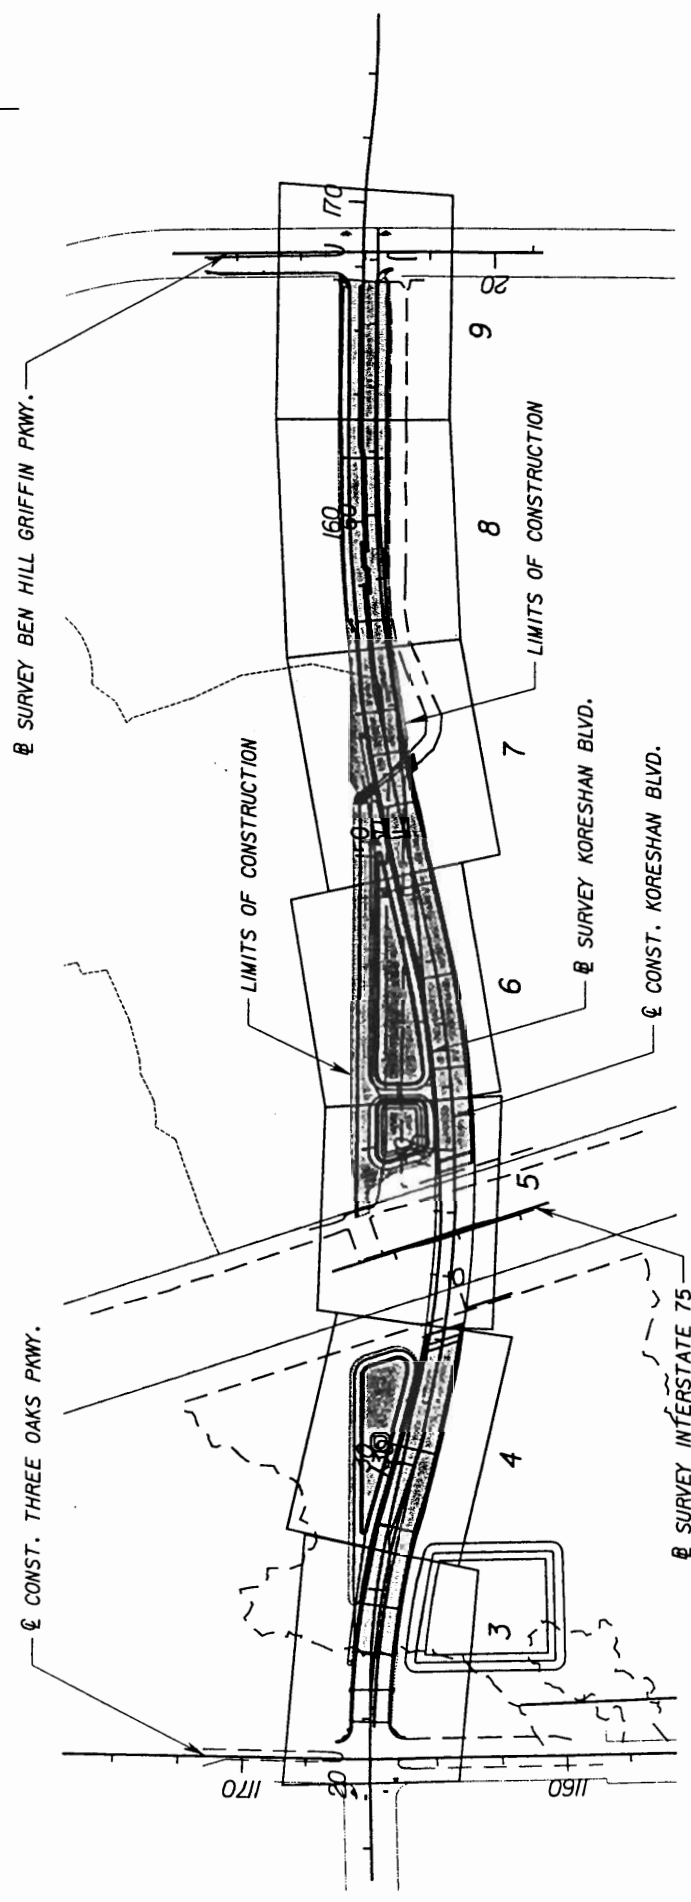 ℄ CONST. THREE OAKS PKWY.
℄ SURVEY BEN HILL GRIFFIN PKWY.
LIMITS OF CONSTRUCTION
LIMITS OF CONSTRUCTION
℄ SURVEY KORESHAN BLVD.
℄ CONST. KORESHAN BLVD.
℄ SURVEY INTERSTATE 75
1170
1160
20
160
170
20
3
4
5
6
7
8
9